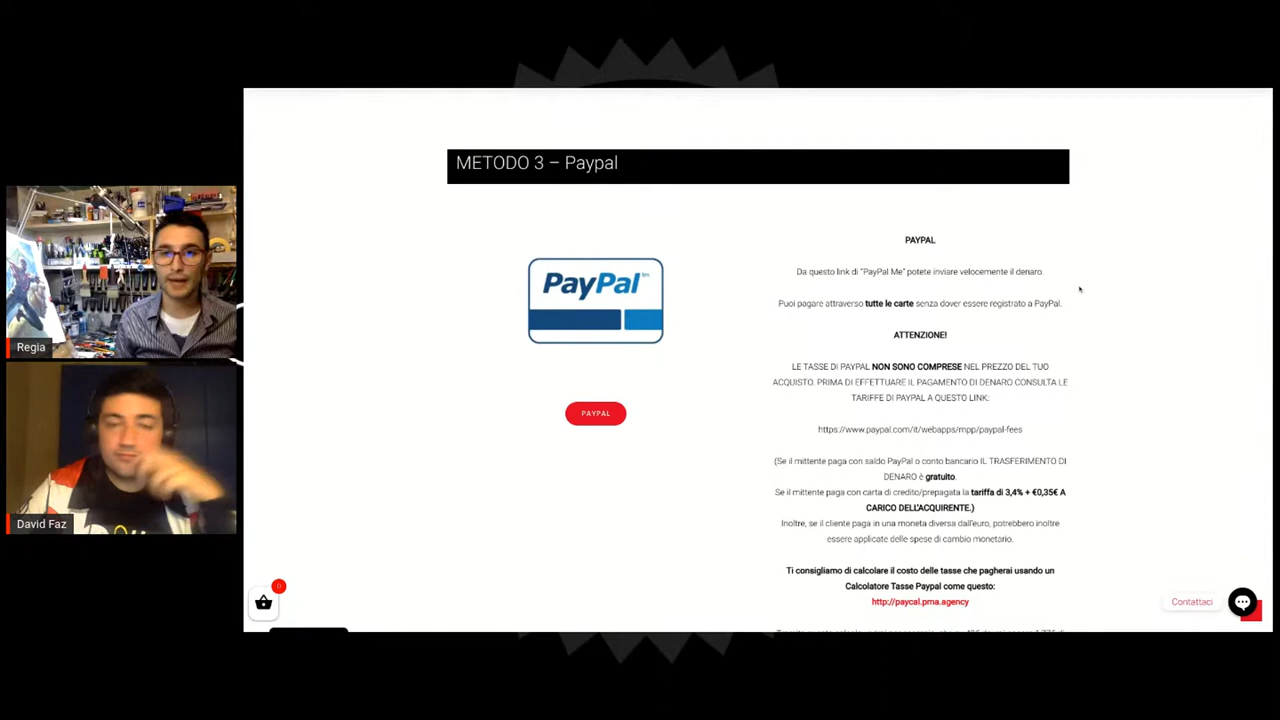 METODO 3 – Paypal
PAYPAL
Da questo link di "PayPal Me" potete inviare velocemente il denaro.
Puoi pagare attraverso tutte le carte senza dover essere registrato a PayPal.
ATTENZIONE!
LE TASSE DI PAYPAL NON SONO COMPRESE NEL PREZZO DEL TUO
ACQUISTO. PRIMA DI EFFETTUARE IL PAGAMENTO DI DENARO CONSULTA LE
TARIFFE DI PAYPAL A QUESTO LINK:
https://www.paypal.com/it/webapps/mpp/paypal-fees
(Se il mittente paga con saldo PayPal o conto bancario IL TRASFERIMENTO DI
DENARO è gratuito.
Se il mittente paga con carta di credito/prepagata la tariffa di 3,4% + €0,35€ A
CARICO DELL'ACQUIRENTE.)
Inoltre, se il cliente paga in una moneta diversa dall'euro, potrebbero inoltre
essere applicate delle spese di cambio monetario.
Ti consigliamo di calcolare il costo delle tasse che pagherai usando un
Calcolatore Tasse Paypal come questo:
http://paycal.pma.agency
PayPal™
PAYPAL
Regia
David Faz
0
Contattaci